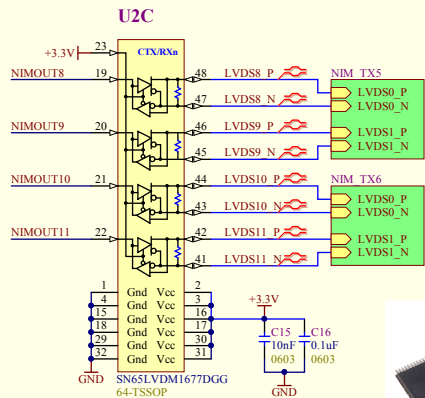 U2C
+3.3V 23 CTX/RXn
NIMOUT8 19 48 LVDS8_P NIM_TX5
LVDS0_P
47 LVDS8_N LVDS0_N
NIMOUT9 20 46 LVDS9_P LVDS1_P
45 LVDS9_N LVDS1_N
NIMOUT10 21 44 LVDS10_P NIM_TX6
LVDS0_P
43 LVDS10_N LVDS0_N
NIMOUT11 22 42 LVDS11_P LVDS1_P
41 LVDS11_N LVDS1_N
1 Gnd Vcc 2
4 Gnd Vcc 3 +3.3V
15 Gnd Vcc 16
18 Gnd Vcc 17 C15 C16
29 Gnd Vcc 30 10nF 0.1uF
32 Gnd Vcc 31 0603 0603
GND SN65LVDM1677DGG GND
64-TSSOP